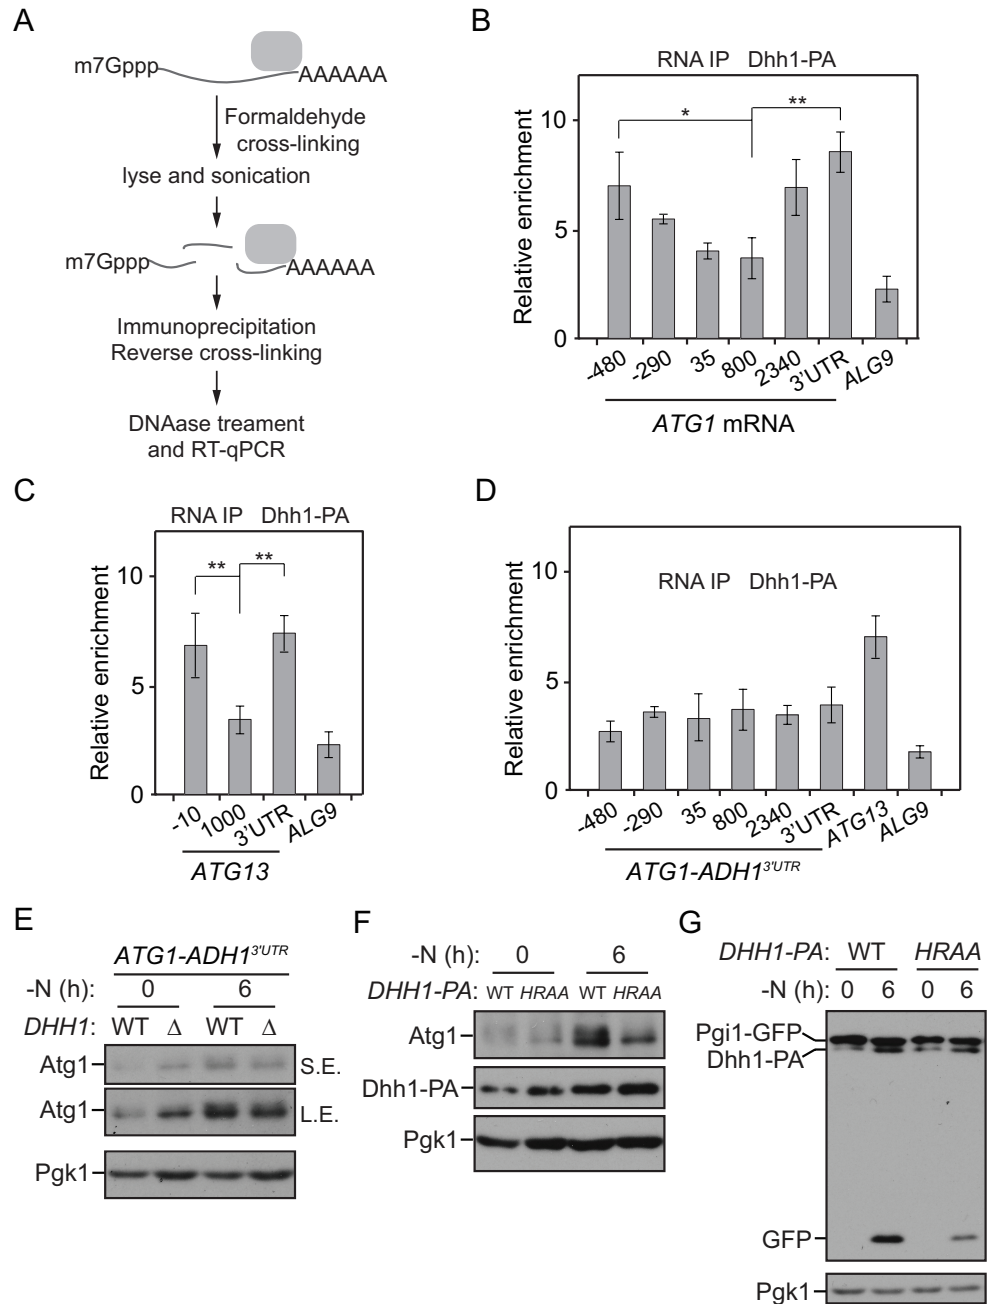 A
m7Gppp
AAAAAA
Formaldehyde
cross-linking
lyse and sonication
m7Gppp
AAAAAA
Immunoprecipitation
Reverse cross-linking
DNAase treament
and RT-qPCR
B
RNA IP Dhh1-PA
Relative enrichment
10
5
0
*
**
-480 -290 35 800 2340 3'UTR ALG9
ATG1 mRNA
C
RNA IP Dhh1-PA
Relative enrichment
10
5
0
** **
-10 1000 3'UTR ALG9
ATG13
D
RNA IP Dhh1-PA
Relative enrichment
10
5
0
-480 -290 35 800 2340 3'UTR ATG13 ALG9
ATG1-ADH13'UTR
E
ATG1-ADH13'UTR
-N (h): 0 6
DHH1: WT Δ WT Δ
Atg1 S.E.
Atg1 L.E.
Pgk1
F
-N (h): 0 6
DHH1-PA: WT HRAA WT HRAA
Atg1
Dhh1-PA
Pgk1
G
DHH1-PA: WT HRAA
-N (h): 0 6 0 6
Pgi1-GFP
Dhh1-PA
GFP
Pgk1